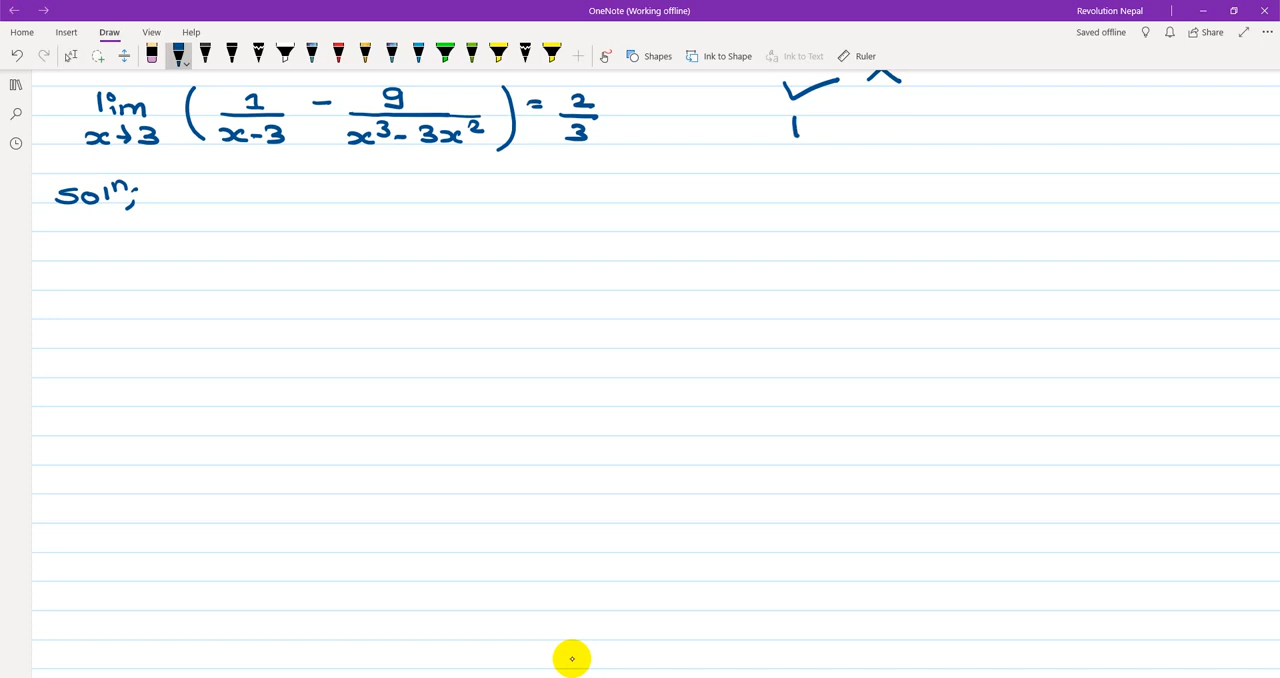 OneNote (Working offline)
Revolution Nepal
Home Insert Draw View Help
Saved offline
Share
Shapes
Ink to Shape
Ink to Text
Ruler
lim x→3 ( 1/(x-3) - 9/(x³- 3x²) ) = 2/3
1
Solⁿ;